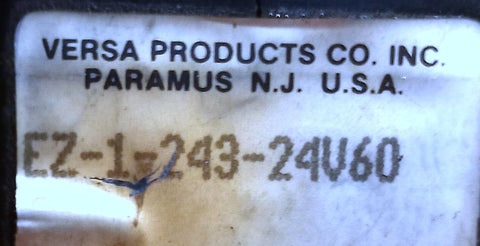 VERSA PRODUCTS CO. INC.
PARAMUS N.J. U.S.A.
EZ-1-243-24V60